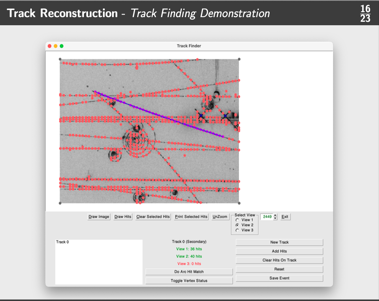 Track Reconstruction - Track Finding Demonstration
16
23
Track Finder
Draw Image Draw Hits Clear Selected Hits Print Selected Hits UnZoom Select View 2448 Exit
View 1
View 2
View 3
Track 0
Track 0 (Secondary)
View 1: 36 hits
View 2: 40 hits
View 3: 0 hits
Do Arc Hit Match
Toggle Vertex Status
New Track
Add Hits
Clear Hits On Track
Reset
Save Event